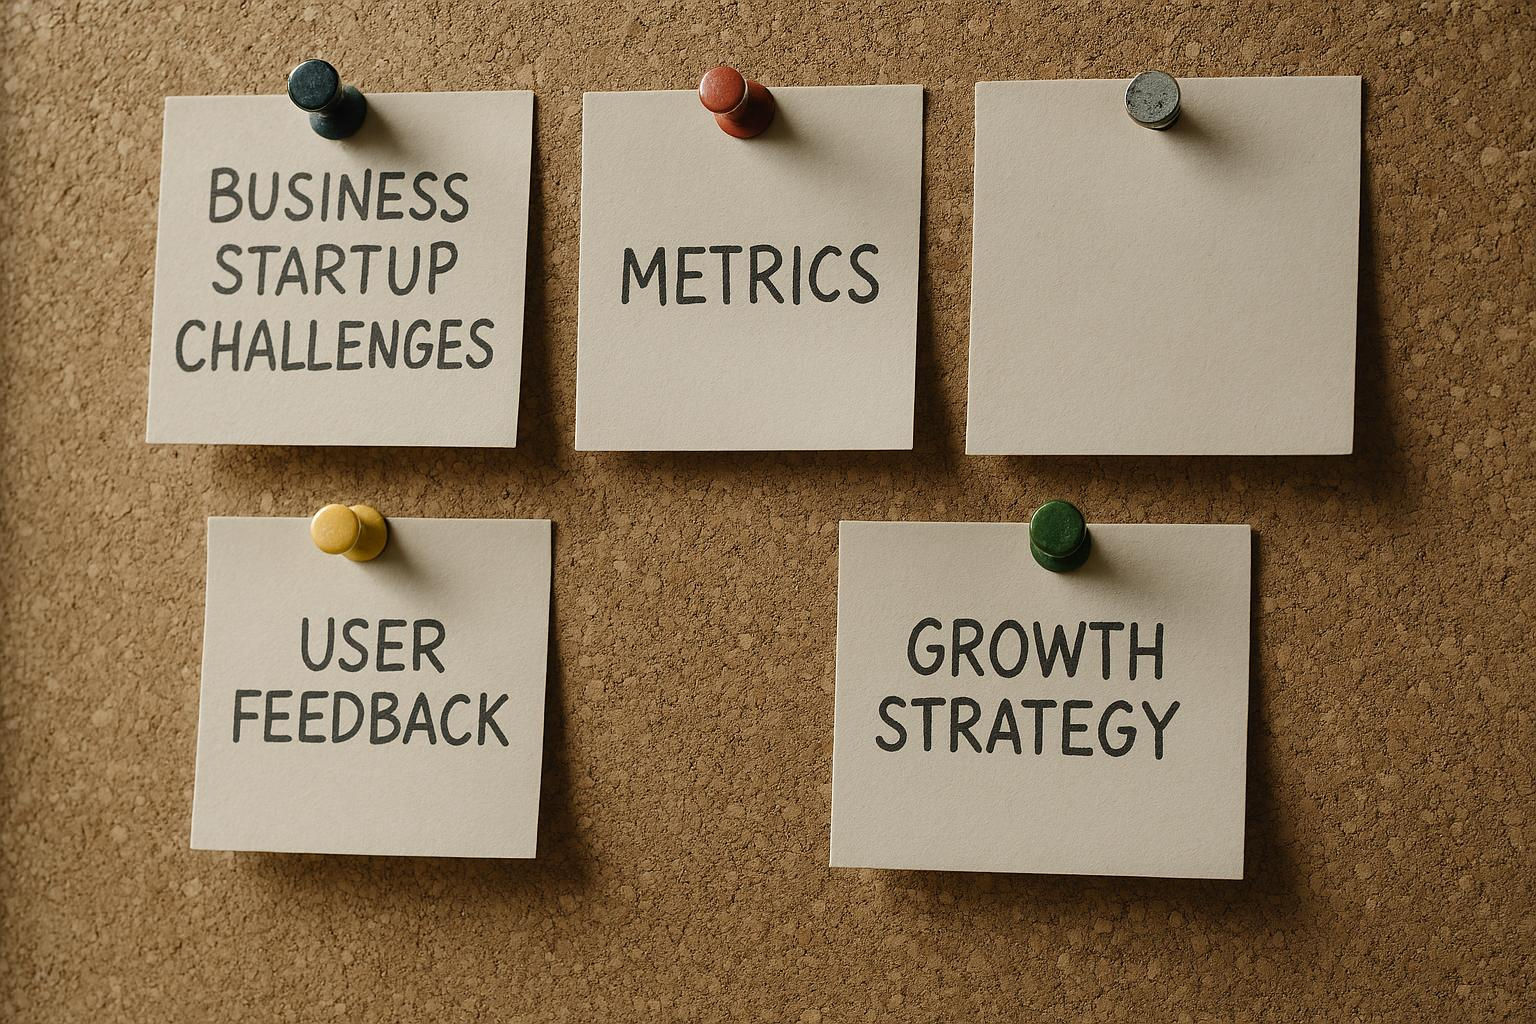 BUSINESS
STARTUP
CHALLENGES
METRICS
USER
FEEDBACK
GROWTH
STRATEGY